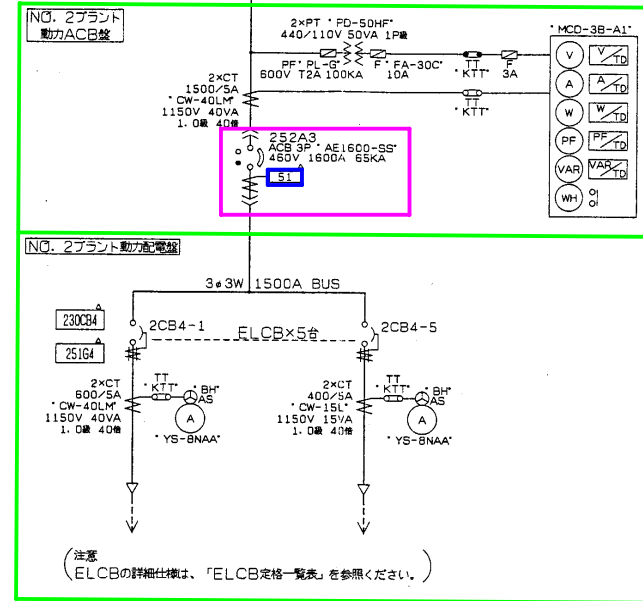 NO. 2プラント
動力ACB盤
2×PT "PD-50HF"
440/110V 50VA 1P級
"MCD-3B-A1"
PF"PL-G"
600V T2A 100KA
F "FA-30C"
10A
TT
"KTT"
F
3A
V V/TD
2×CT
1500/5A
"CW-40LM"
1150V 40VA
1.0級 40倍
TT
"KTT"
A A/TD
W W/TD
252A3
ACB 3P "AE1600-SS"
460V 1600A 65KA
PF PF/TD
51
VAR VAR/TD
WH
NO. 2プラント動力配電盤
3φ3W 1500A BUS
230CB4
2CB4-1
ELCB×5台
2CB4-5
251G4
2×CT
600/5A
"CW-40LM"
1150V 40VA
1.0級 40倍
TT
"KTT"
"BH"
AS
A
"YS-8NAA"
2×CT
400/5A
"CW-15L"
1150V 15VA
1.0級 40倍
TT
"KTT"
"BH"
AS
A
"YS-8NAA"
注意
ELCBの詳細仕様は、「ELCB定格一覧表」を参照ください。